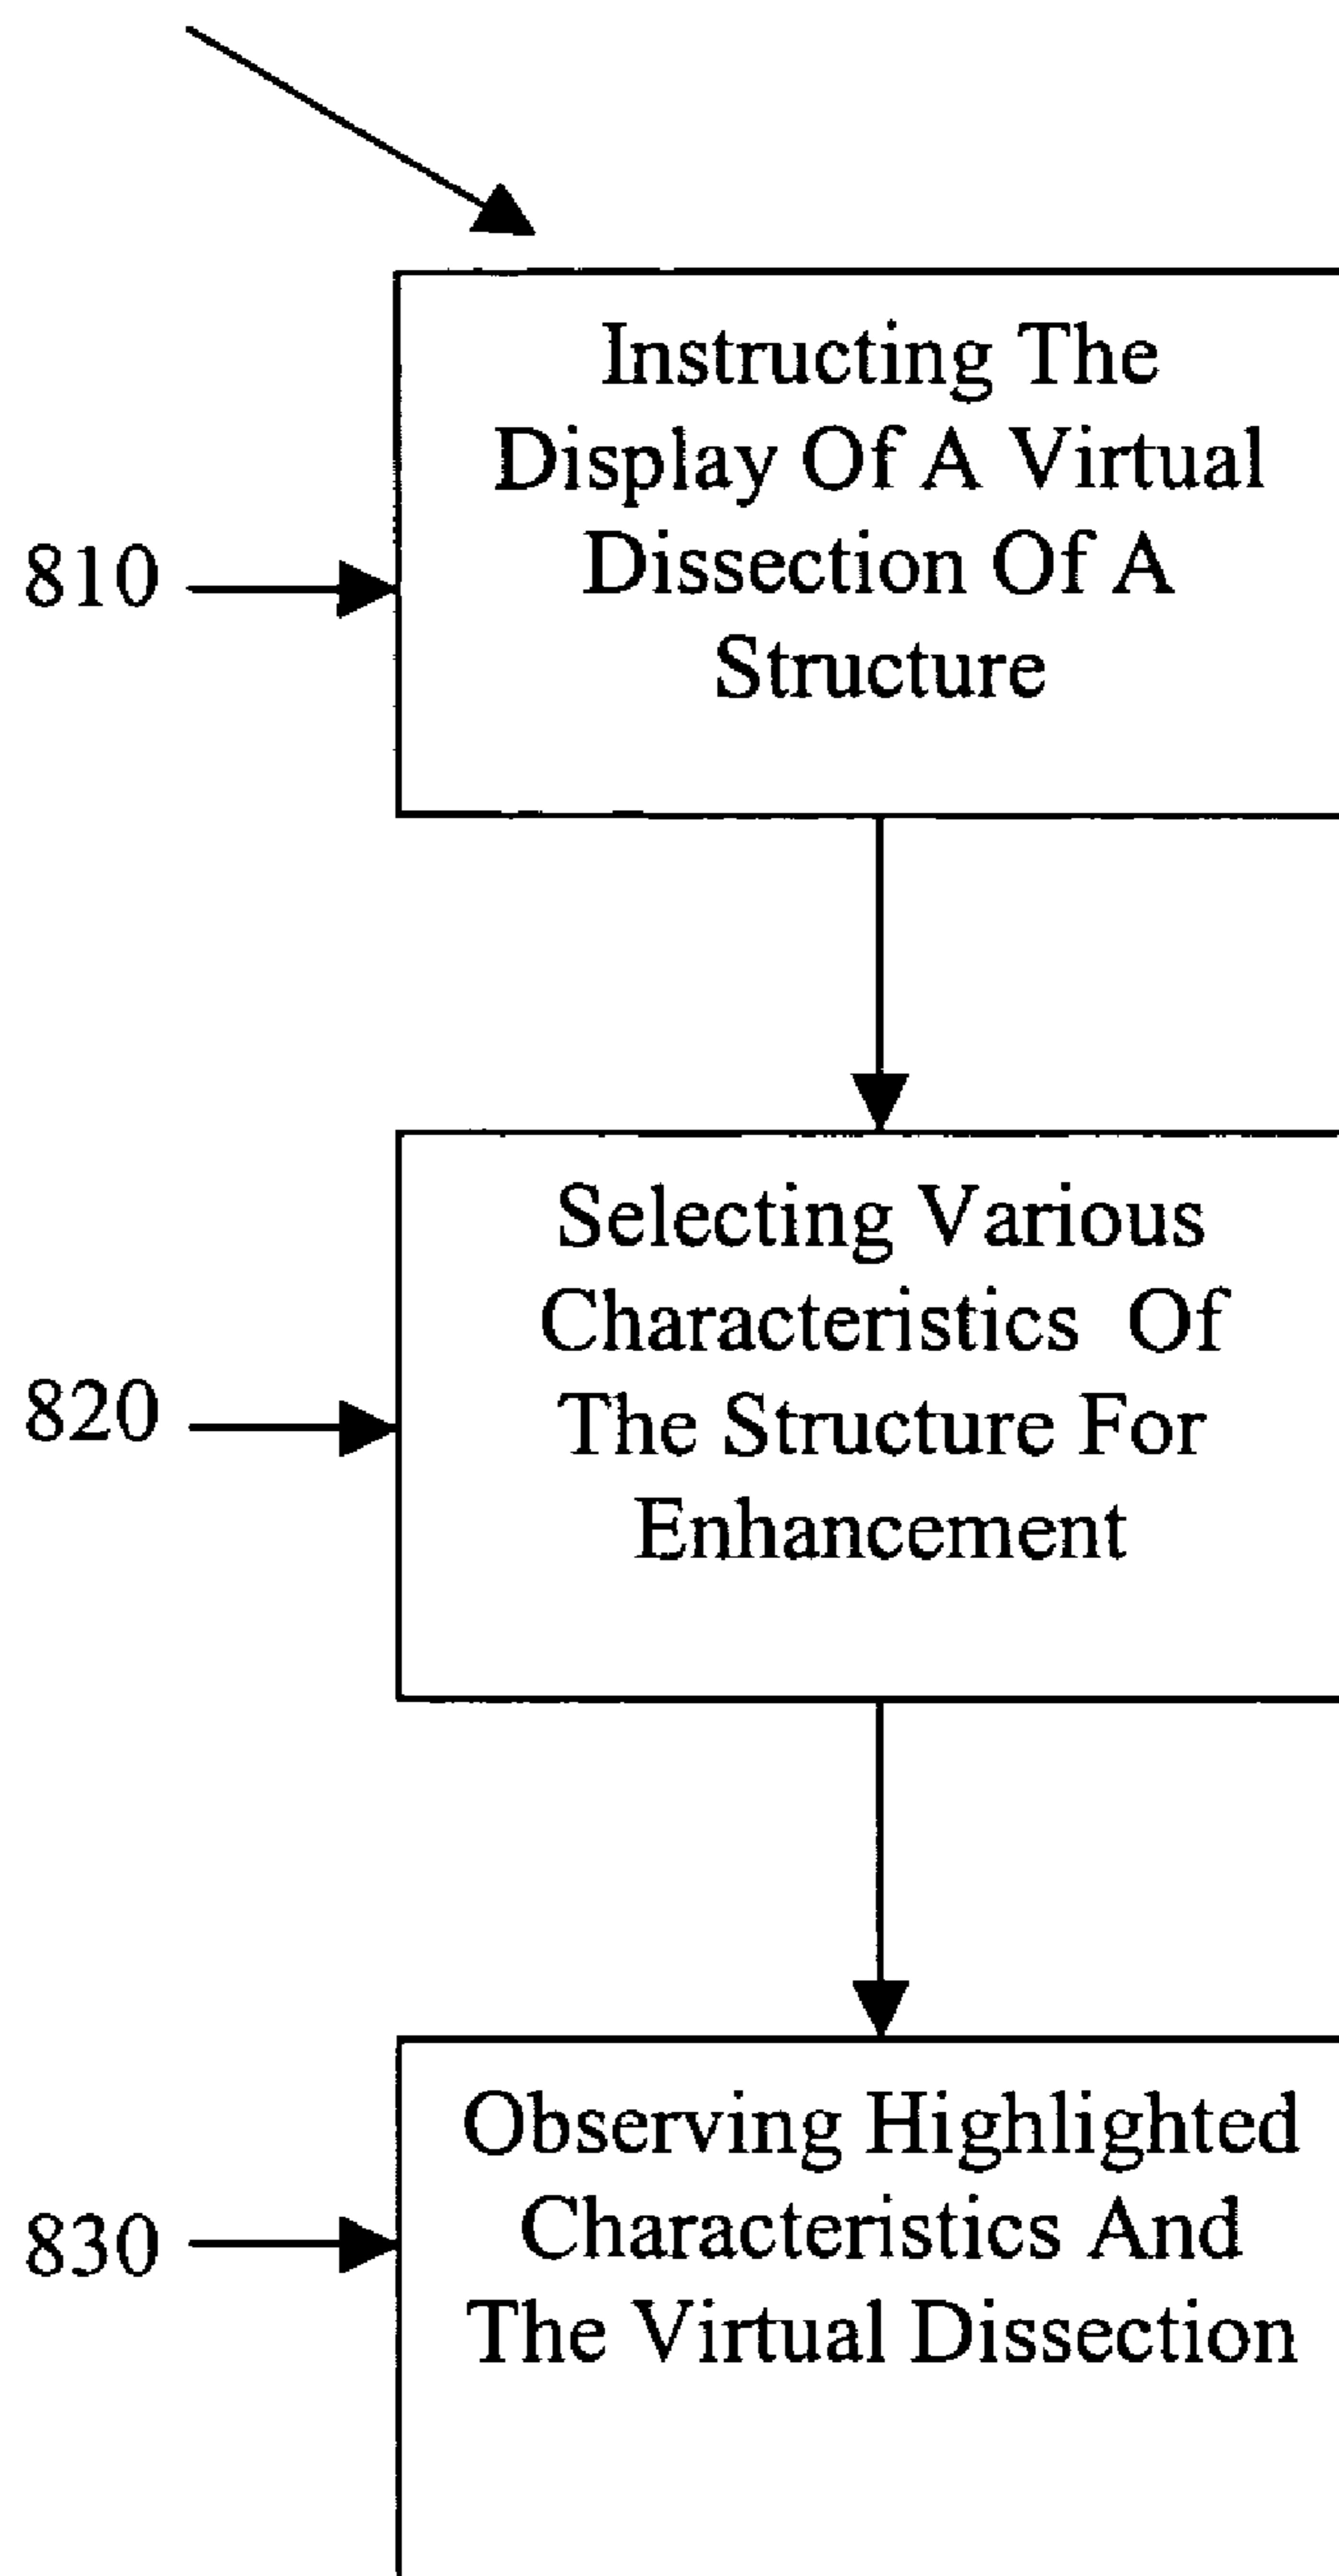 Instructing The
Display Of A Virtual
Dissection Of A
Structure
810
Selecting Various
Characteristics Of
The Structure For
Enhancement
820
Observing Highlighted
Characteristics And
The Virtual Dissection
830